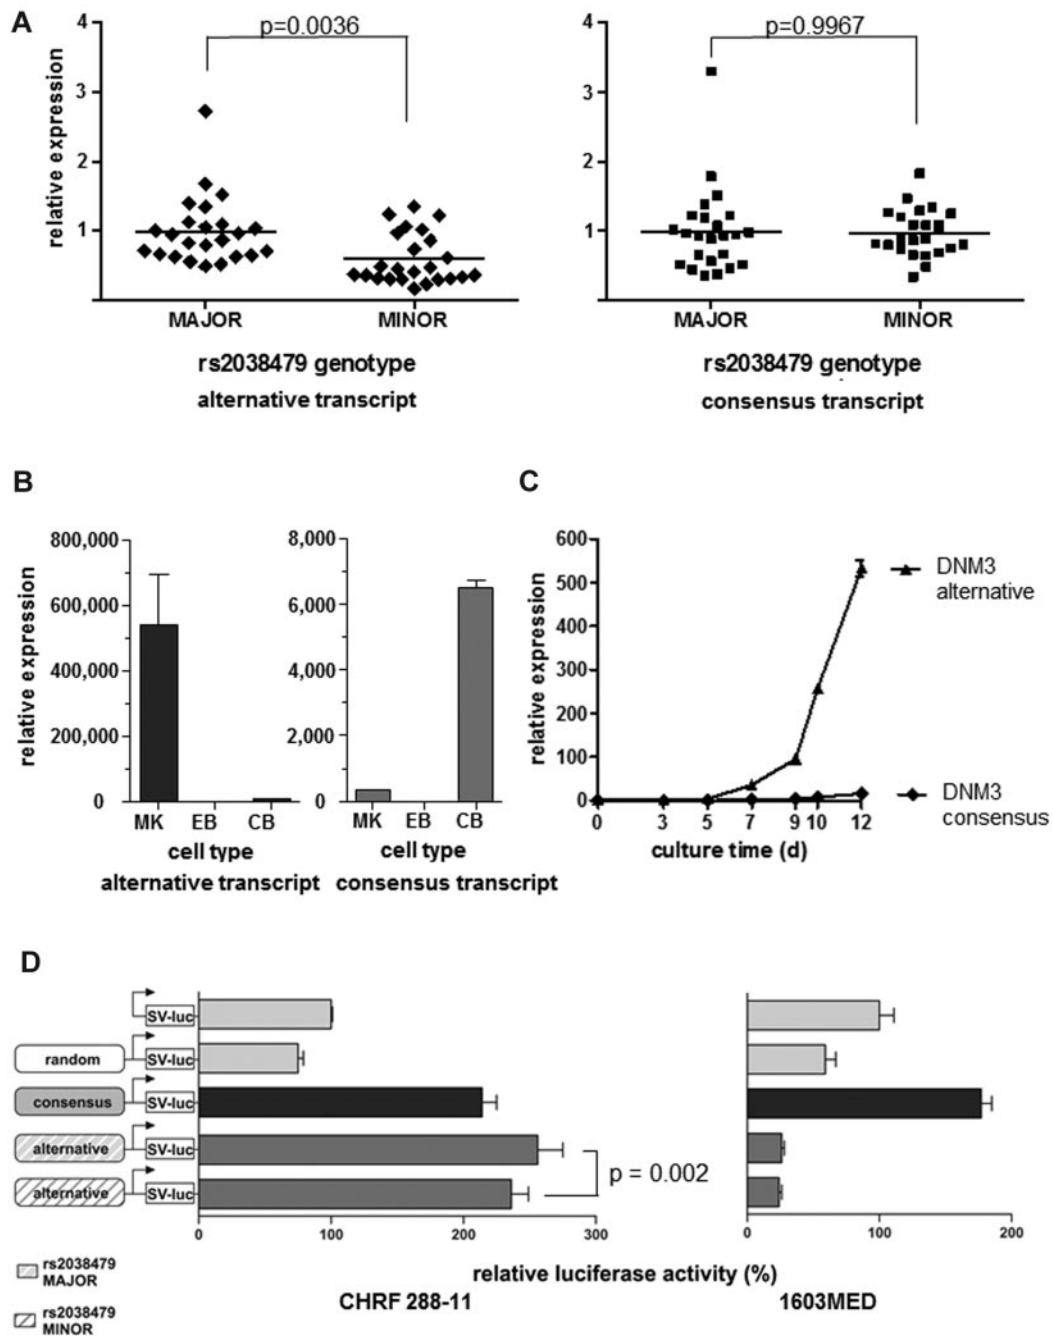 A
4
p=0.0036
3
2
1
relative expression
MAJOR
MINOR
rs2038479 genotype
alternative transcript
4
p=0.9967
3
2
1
MAJOR
MINOR
rs2038479 genotype
consensus transcript
B
800,000
600,000
400,000
200,000
0
relative expression
MK EB CB
cell type
alternative transcript
8,000
6,000
4,000
2,000
0
MK EB CB
cell type
consensus transcript
C
600
500
400
300
200
100
0
relative expression
0 3 5 7 9 10 12
culture time (d)
DNM3
alternative
DNM3
consensus
D
SV-luc
random SV-luc
consensus SV-luc
alternative SV-luc
alternative SV-luc
p = 0.002
0 100 200 300
0 100 200
rs2038479
MAJOR
rs2038479
MINOR
relative luciferase activity (%)
CHRF 288-11
1603MED